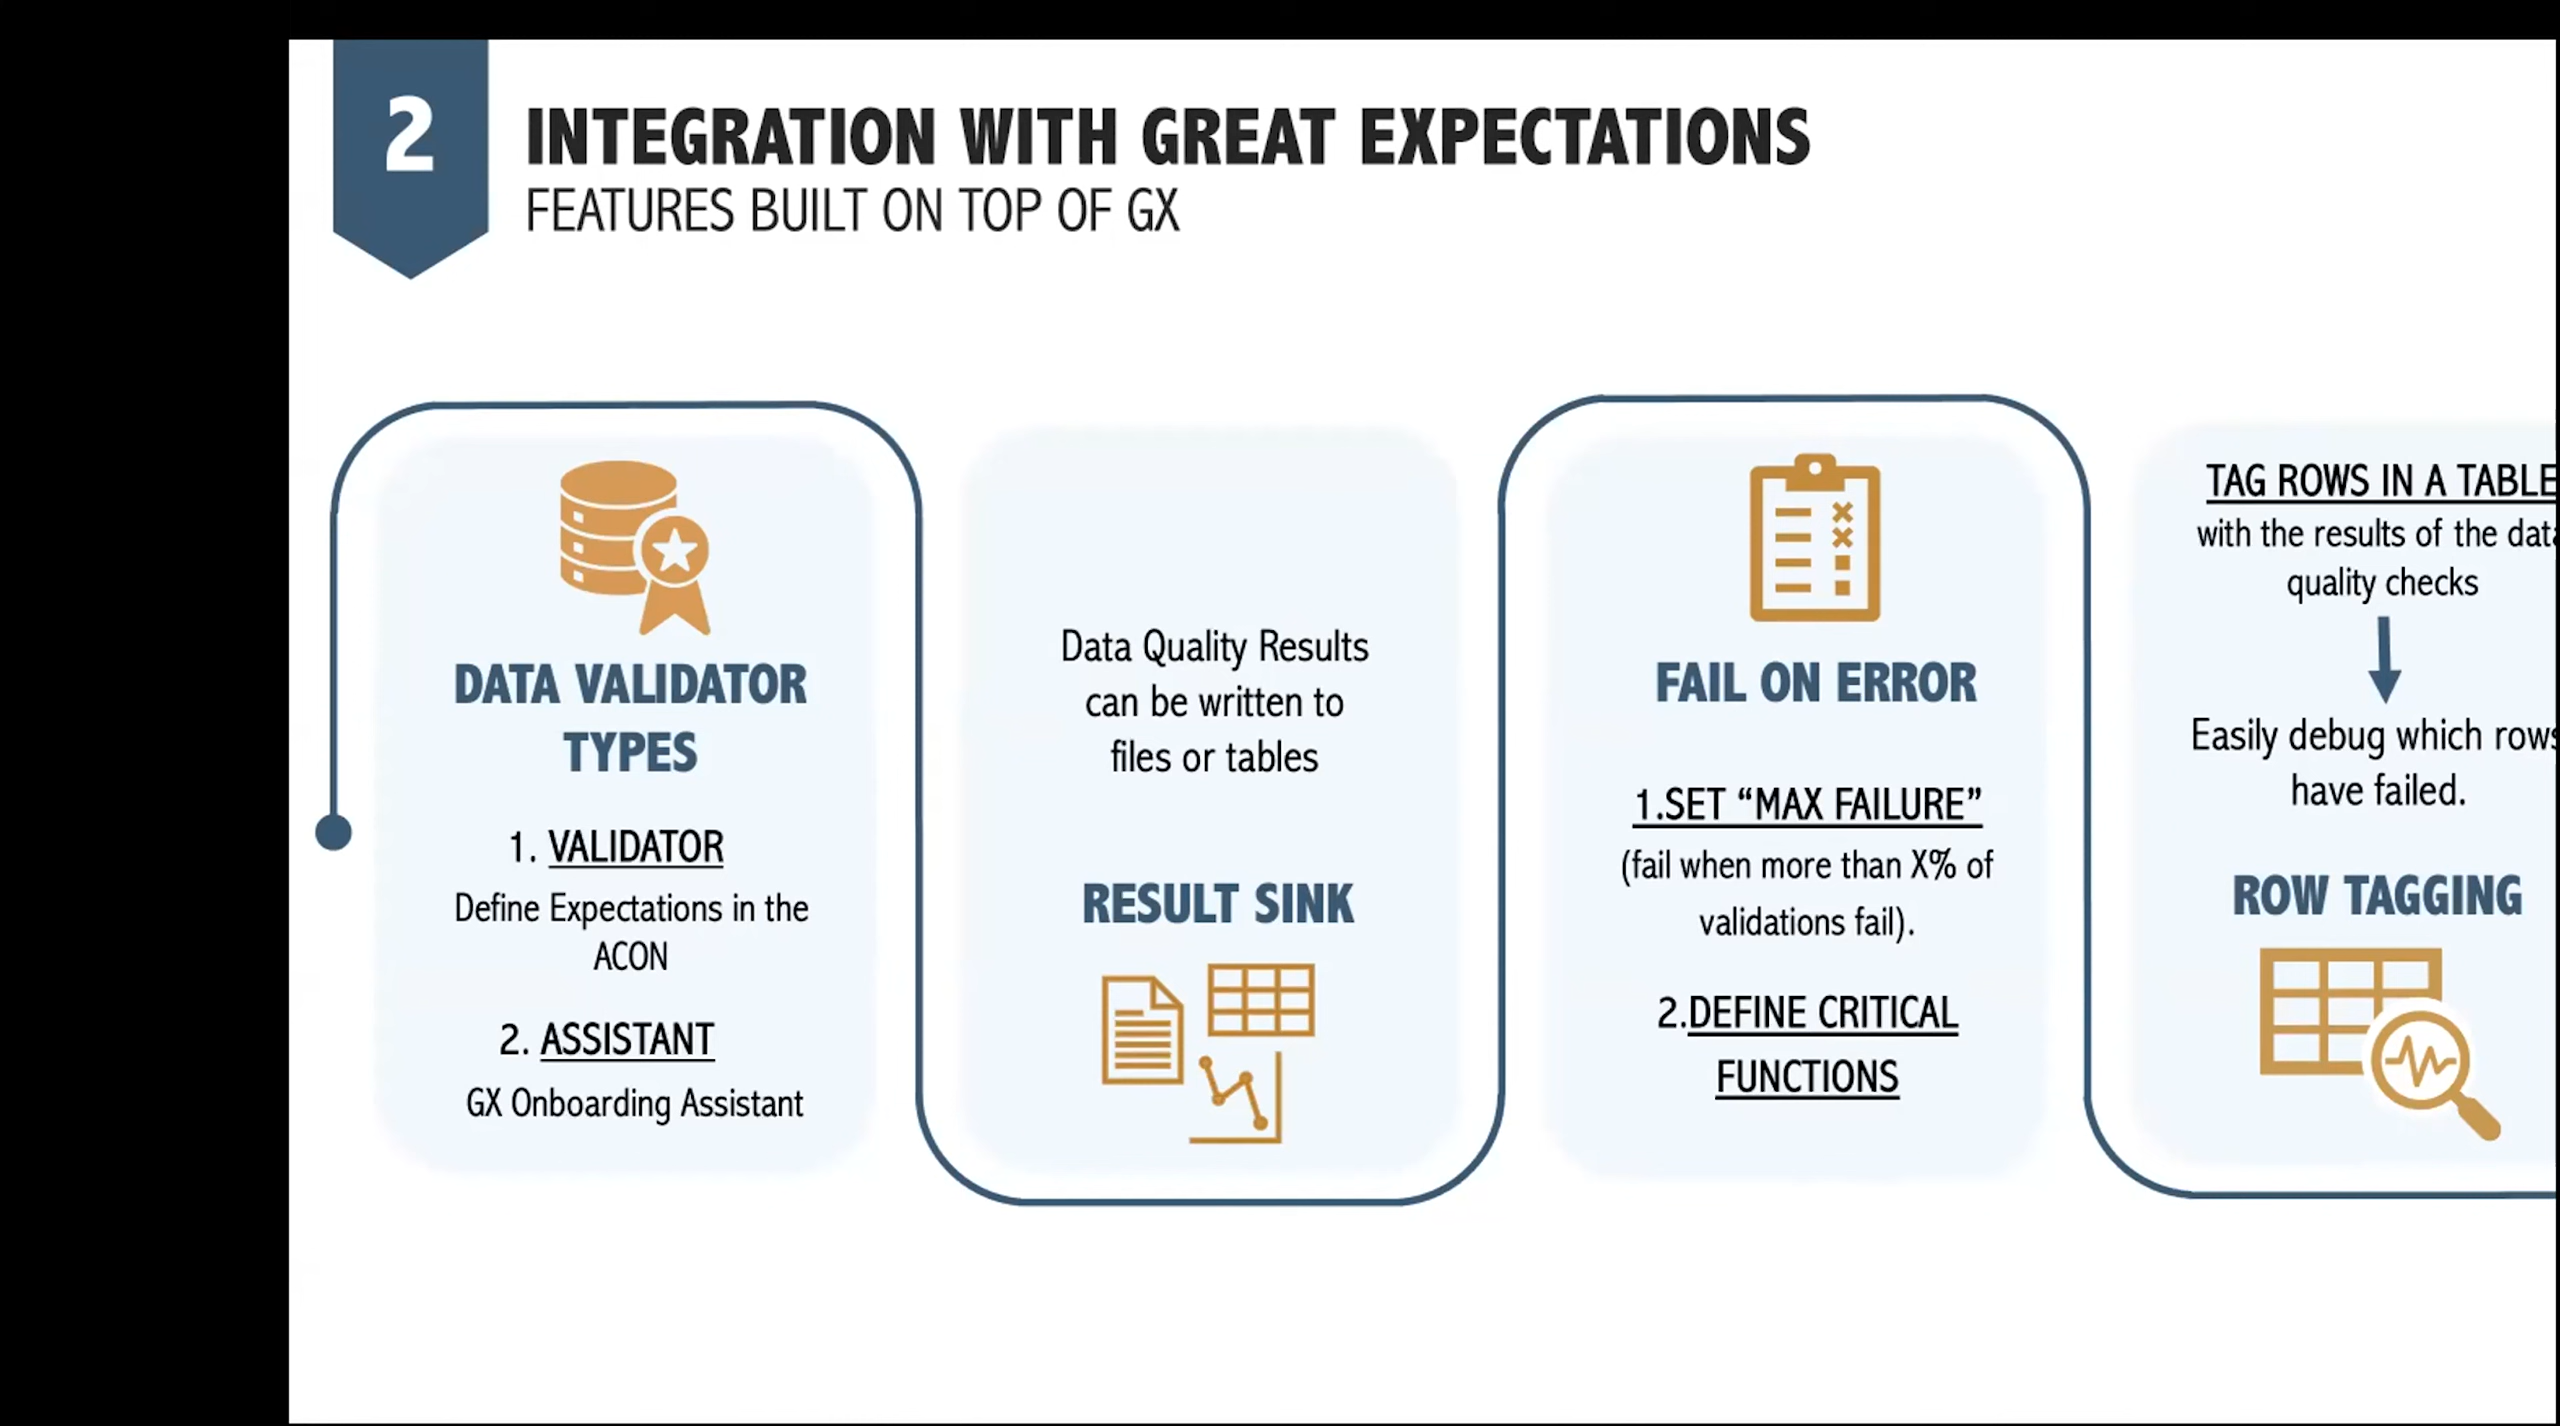 2
INTEGRATION WITH GREAT EXPECTATIONS
FEATURES BUILT ON TOP OF GX
DATA VALIDATOR
TYPES
1. VALIDATOR
Define Expectations in the
ACON
2. ASSISTANT
GX Onboarding Assistant
Data Quality Results
can be written to
files or tables
RESULT SINK
FAIL ON ERROR
1.SET “MAX FAILURE”
(fail when more than X% of
validations fail).
2.DEFINE CRITICAL
FUNCTIONS
TAG ROWS IN A TABLE
with the results of the data
quality checks
Easily debug which rows
have failed.
ROW TAGGING